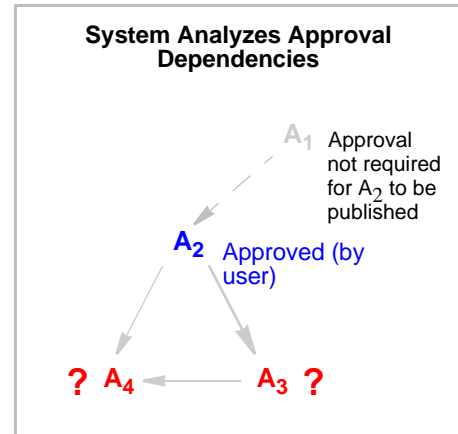 System Analyzes Approval
Dependencies
A1 Approval
not required
for A2 to be
published
A2 Approved (by
user)
? A4 A3 ?